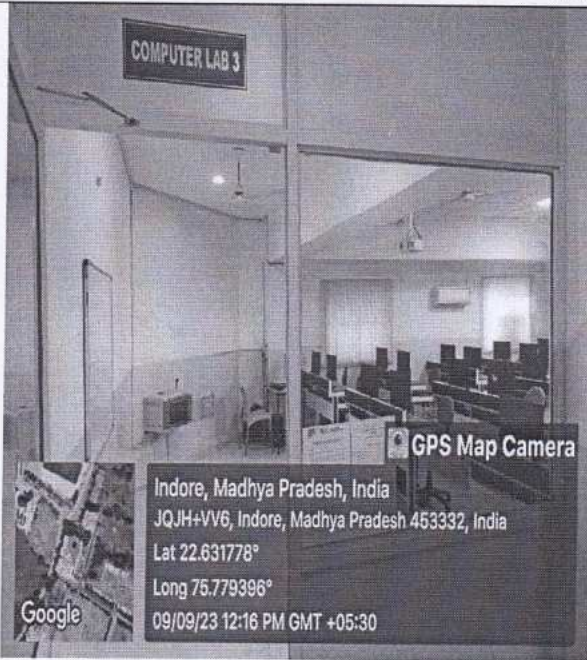 COMPUTER LAB 3
GPS Map Camera
Indore, Madhya Pradesh, India
JQJH+VV6, Indore, Madhya Pradesh 453332, India
Lat 22.631778°
Long 75.779396°
09/09/23 12:16 PM GMT +05:30
Google